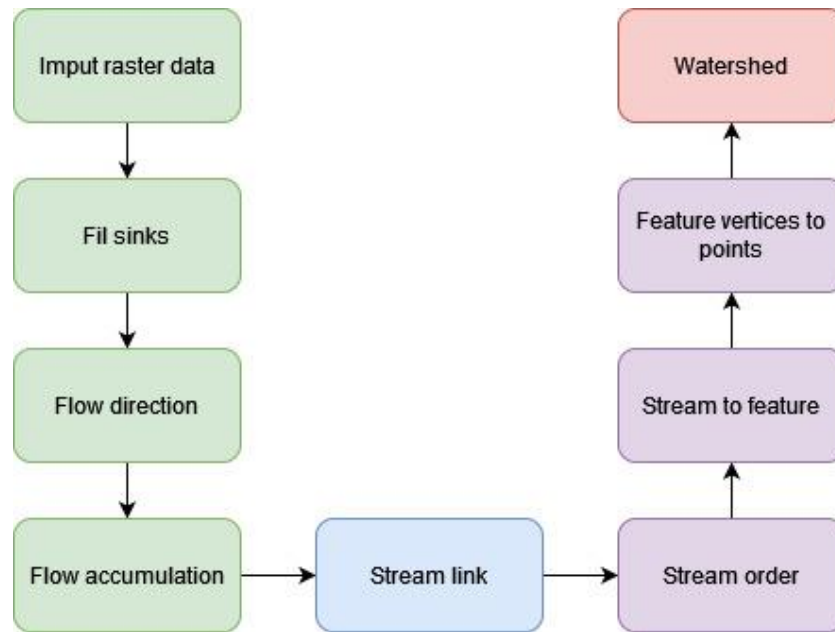 Imput raster data
Fil sinks
Flow direction
Flow accumulation
Stream link
Stream order
Stream to feature
Feature vertices to
points
Watershed